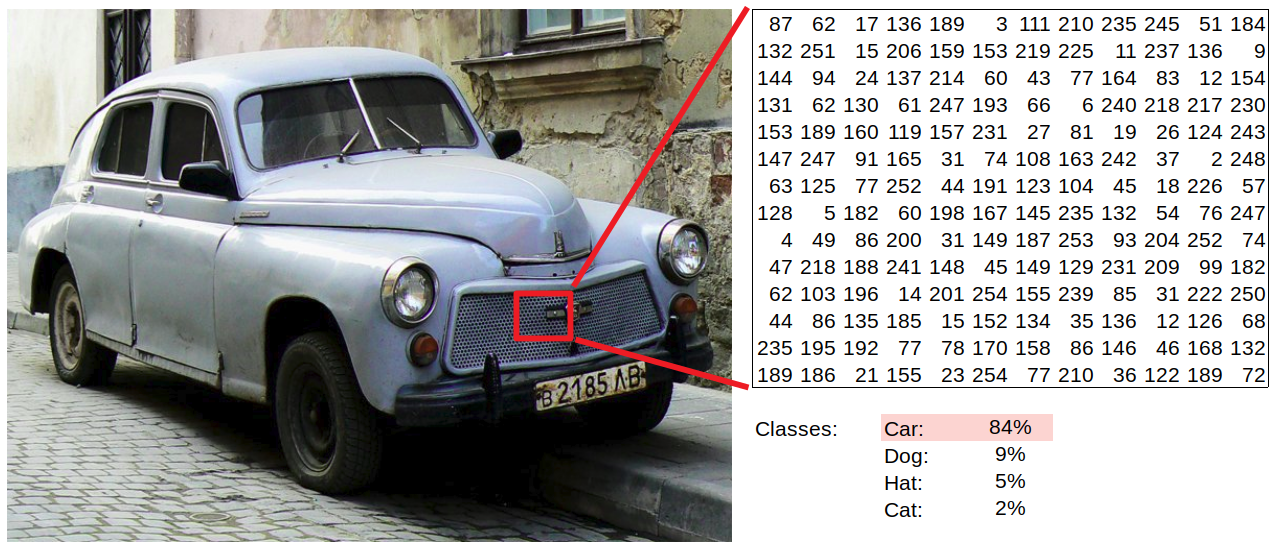 87 62 17 136 189 3 111 210 235 245 51 184
132 251 15 206 159 153 219 225 11 237 136 9
144 94 24 137 214 60 43 77 164 83 12 154
131 62 130 61 247 193 66 6 240 218 217 230
153 189 160 119 157 231 27 81 19 26 124 243
147 247 91 165 31 74 108 163 242 37 2 248
63 125 77 252 44 191 123 104 45 18 226 57
128 5 182 60 198 167 145 235 132 54 76 247
4 49 86 200 31 149 187 253 93 204 252 74
47 218 188 241 148 45 149 129 231 209 99 182
62 103 196 14 201 254 155 239 85 31 222 250
44 86 135 185 15 152 134 35 136 12 126 68
235 195 192 77 78 170 158 86 146 46 168 132
189 186 21 155 23 254 77 210 36 122 189 72
в 2185 ΛВ
Classes:
Car: 84%
Dog: 9%
Hat: 5%
Cat: 2%